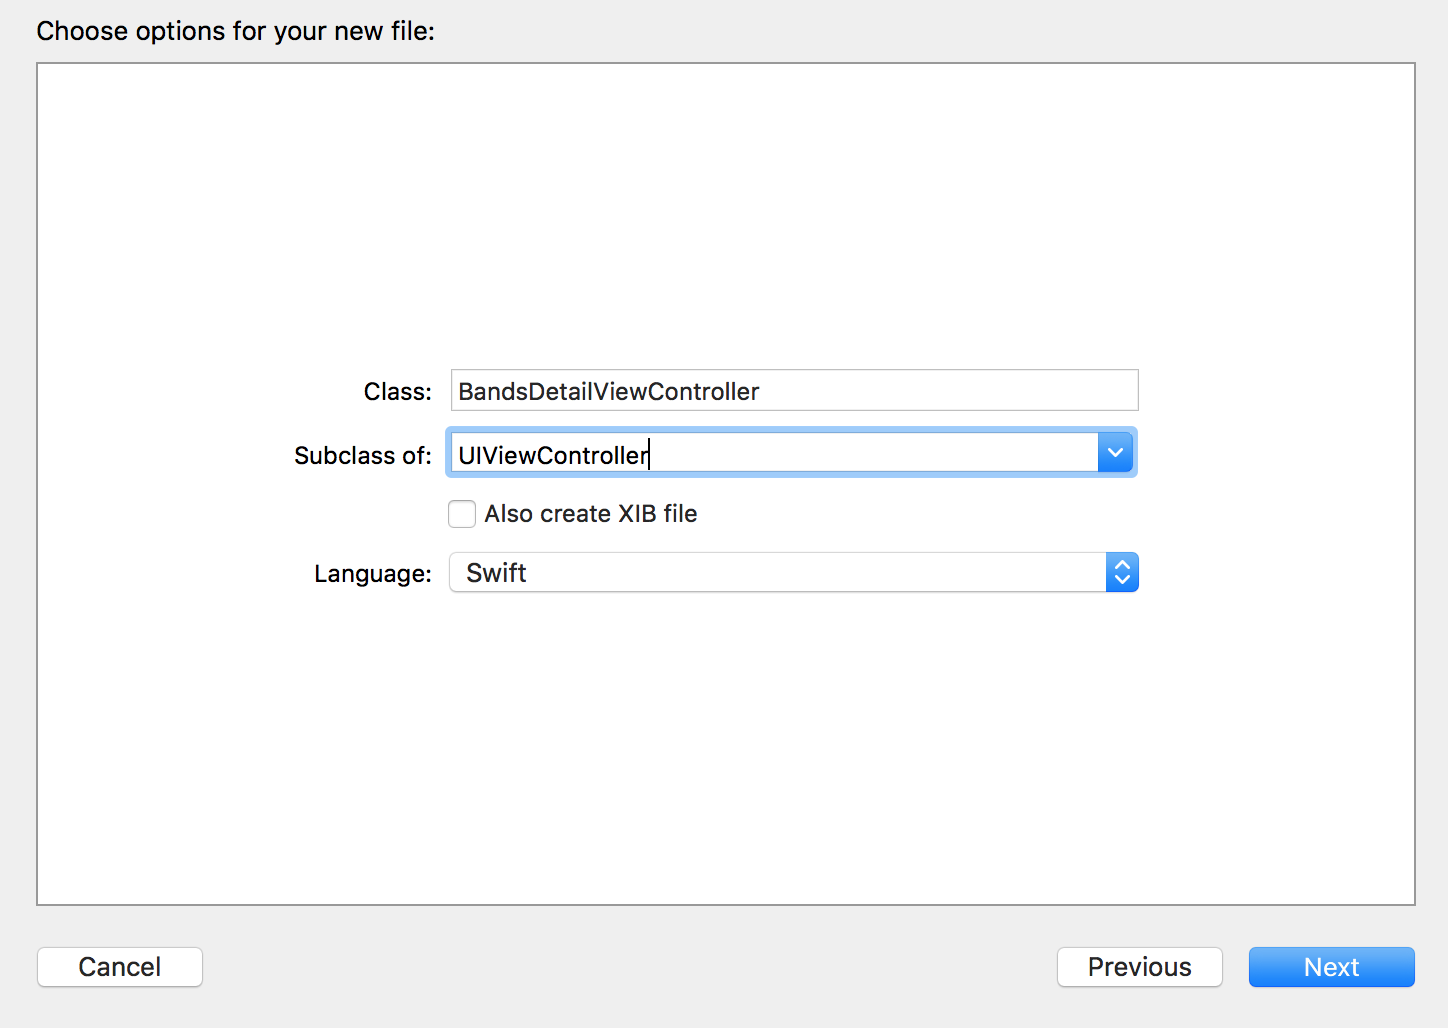 Choose options for your new file:
Class: BandsDetailViewController
Subclass of: UIViewController
Also create XIB file
Language: Swift
Cancel Previous Next